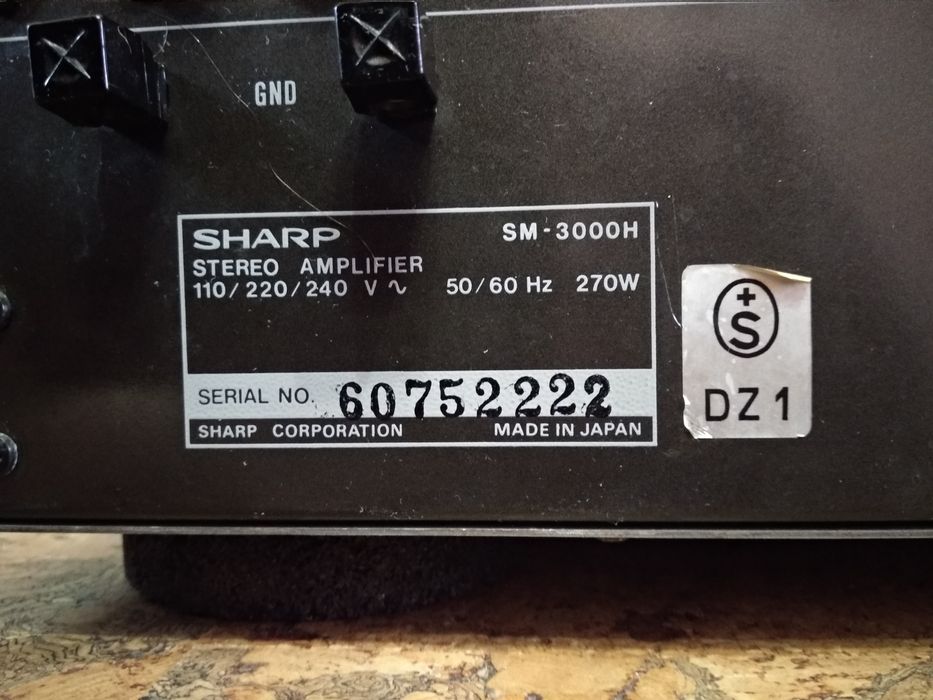 GND
SHARP SM-3000H
STEREO AMPLIFIER
110/220/240 V ∿ 50/60 Hz 270W
SERIAL NO. 60752222
SHARP CORPORATION MADE IN JAPAN
+
S
DZ1